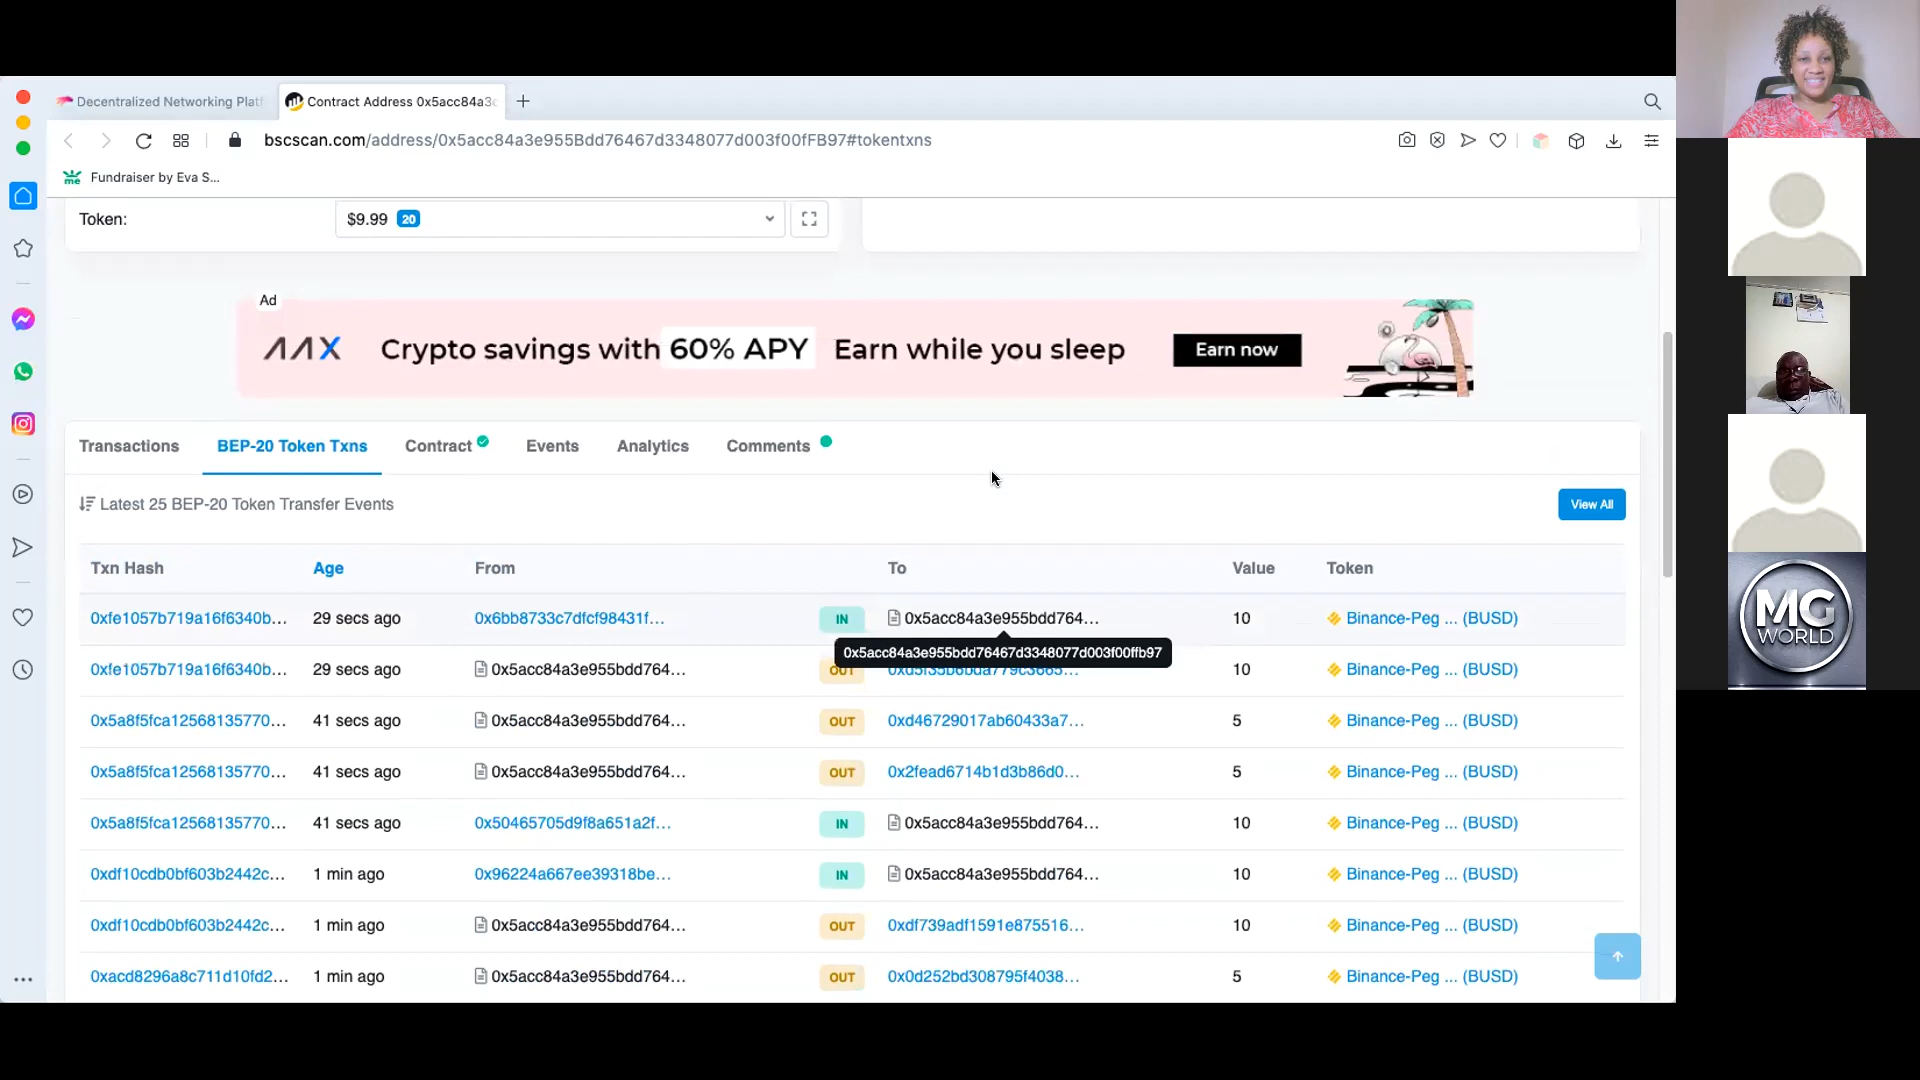 Decentralized Networking Platf
Contract Address 0x5acc84a3e
bscscan.com/address/0x5acc84a3e955Bdd76467d3348077d003f00fFB97#tokentxns
Fundraiser by Eva S...
Token:
$9.99 20
Ad
AAX Crypto savings with 60% APY Earn while you sleep Earn now
Transactions BEP-20 Token Txns Contract Events Analytics Comments
Latest 25 BEP-20 Token Transfer Events
View All
Txn Hash Age From To Value Token
0xfe1057b719a16f6340b... 29 secs ago 0x6bb8733c7dfcf98431f... IN 0x5acc84a3e955bdd764... 10 Binance-Peg ... (BUSD)
0x5acc84a3e955bdd76467d3348077d003f00ffb97
0xfe1057b719a16f6340b... 29 secs ago 0x5acc84a3e955bdd764... OUT 10 Binance-Peg ... (BUSD)
0x5a8f5fca12568135770... 41 secs ago 0x5acc84a3e955bdd764... OUT 0xd46729017ab60433a7... 5 Binance-Peg ... (BUSD)
0x5a8f5fca12568135770... 41 secs ago 0x5acc84a3e955bdd764... OUT 0x2fead6714b1d3b86d0... 5 Binance-Peg ... (BUSD)
0x5a8f5fca12568135770... 41 secs ago 0x50465705d9f8a651a2f... IN 0x5acc84a3e955bdd764... 10 Binance-Peg ... (BUSD)
0xdf10cdb0bf603b2442c... 1 min ago 0x96224a667ee39318be... IN 0x5acc84a3e955bdd764... 10 Binance-Peg ... (BUSD)
0xdf10cdb0bf603b2442c... 1 min ago 0x5acc84a3e955bdd764... OUT 0xdf739adf1591e875516... 10 Binance-Peg ... (BUSD)
0xacd8296a8c711d10fd2... 1 min ago 0x5acc84a3e955bdd764... OUT 0x0d252bd308795f4038... 5 Binance-Peg ... (BUSD)
MG
WORLD